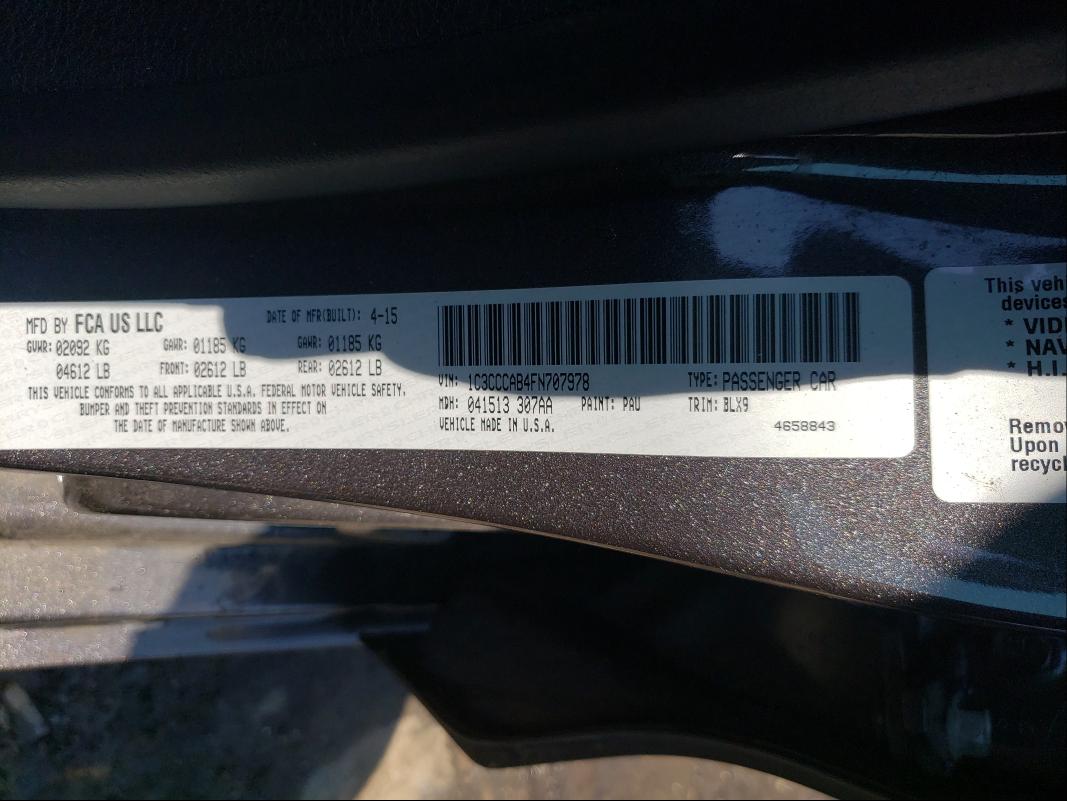 MFD BY FCA US LLC
DATE OF MFR(BUILT): 4-15
GVWR: 02092 KG GAWR: 01185 KG GAWR: 01185 KG
04612 LB FRONT: 02612 LB REAR: 02612 LB
THIS VEHICLE CONFORMS TO ALL APPLICABLE U.S.A. FEDERAL MOTOR VEHICLE SAFETY,
BUMPER AND THEFT PREVENTION STANDARDS IN EFFECT ON
THE DATE OF MANUFACTURE SHOWN ABOVE.
VIN: 1C3CCCAB4FN707978 TYPE: PASSENGER CAR
MDH: 041513 307AA PAINT: PAU TRIM: BLX9
VEHICLE MADE IN U.S.A. 4658843
This veh
devices
* VID
* NAV
* H.I.
Remov
Upon
recycl